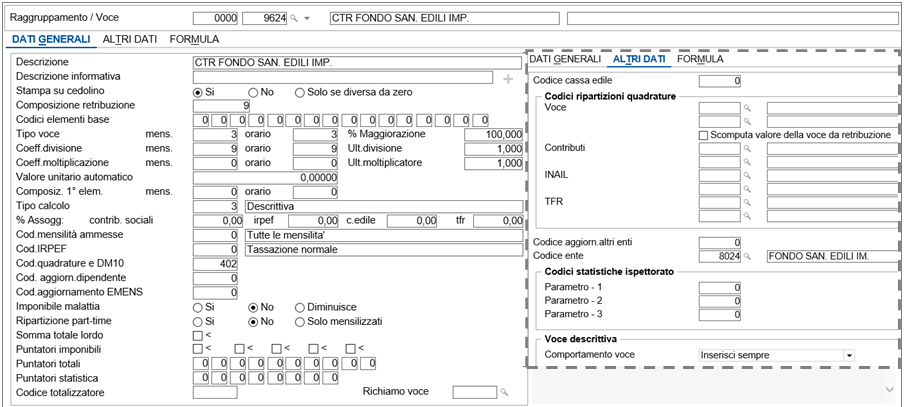 Raggruppamento / Voce 0000 9624 CTR FONDO SAN. EDILI IMP.
DATI GENERALI ALTRI DATI FORMULA
Descrizione CTR FONDO SAN. EDILI IMP.
Descrizione informativa
Stampa su cedolino Si No Solo se diversa da zero
Composizione retribuzione 9
Codici elementi base 0 0 0 0 0 0 0 0 0 0 0 0 0 0 0 0
Tipo voce mens. 3 orario 3 % Maggiorazione 100,000
Coeff.divisione mens. 9 orario 9 Ult.divisione 1,000
Coeff.moltiplicazione mens. 0 orario 0 Ult.moltiplicatore 1,000
Valore unitario automatico 0,00000
Composiz. 1° elem. mens. 0 orario 0
Tipo calcolo 3 Descrittiva
% Assogg: contrib. sociali 0,00 irpef 0,00 c.edile 0,00 tfr 0,00
Cod.mensilità ammesse 0 Tutte le mensilita'
Cod.IRPEF 0 Tassazione normale
Cod.quadrature e DM10 402
Cod. aggiorn.dipendente 0
Cod.aggiornamento EMENS 0
Imponibile malattia Si No Diminuisce
Ripartizione part-time Si No Solo mensilizzati
Somma totale lordo <
Puntatori imponibili < < < < <
Puntatori totali 0 0 0 0 0 0 0 0 0 0
Puntatori statistica 0 0 0 0 0 0 0 0
Codice totalizzatore Richiamo voce
DATI GENERALI ALTRI DATI FORMULA
Codice cassa edile 0
Codici ripartizioni quadrature
Voce
Scomputa valore della voce da retribuzione
Contributi
INAIL
TFR
Codice aggiorn.altri enti 0
Codice ente 8024 FONDO SAN. EDILI IM.
Codici statistiche ispettorato
Parametro - 1 0
Parametro - 2 0
Parametro - 3 0
Voce descrittiva
Comportamento voce Inserisci sempre